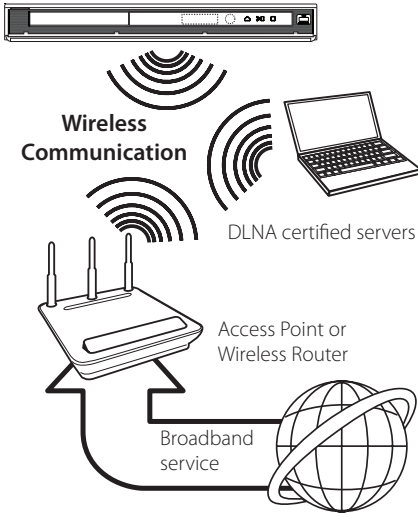 Wireless
Communication
DLNA certified servers
Access Point or
Wireless Router
Broadband
service